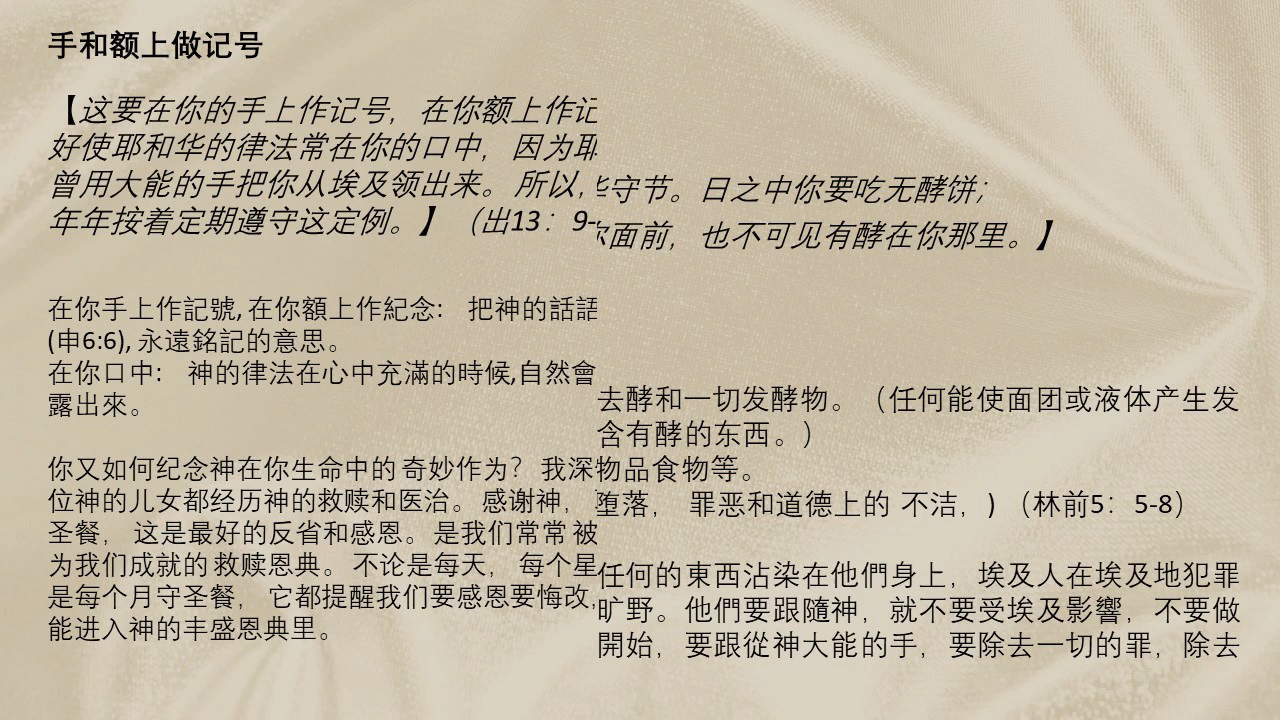 手和额上做记号
【这要在你的手上作记号，在你额上作记
好使耶和华的律法常在你的口中，因为耶
曾用大能的手把你从埃及领出来。所以，
年年按着定期遵守这定例。】（出13：9-
在你手上作記號, 在你額上作紀念: 把神的話語
(申6:6), 永遠銘記的意思。
在你口中: 神的律法在心中充滿的時候,自然會
露出來。
你又如何纪念神在你生命中的 奇妙作为？ 我深
位神的儿女都经历神的救赎和医治。 感谢神，
圣餐， 这是最好的反省和感恩。 是我们常常 被
为我们成就的 救赎恩典。 不论是每天， 每个星
是每个月守圣餐， 它都提醒我们要感恩要悔改,
能进入神的丰盛恩典里。
守节。日之中你要吃无酵饼；
面前，也不可见有酵在你那里。】
去酵和一切发酵物。（任何能使面团或液体产生发
含有酵的东西。）
物品食物等。
堕落， 罪恶和道德上的 不洁，) （林前5：5-8）
任何的東西沾染在他們身上，埃及人在埃及地犯罪
旷野。他們要跟隨神，就不要受埃及影響，不要做
開始，要跟從神大能的手，要除去一切的罪，除去